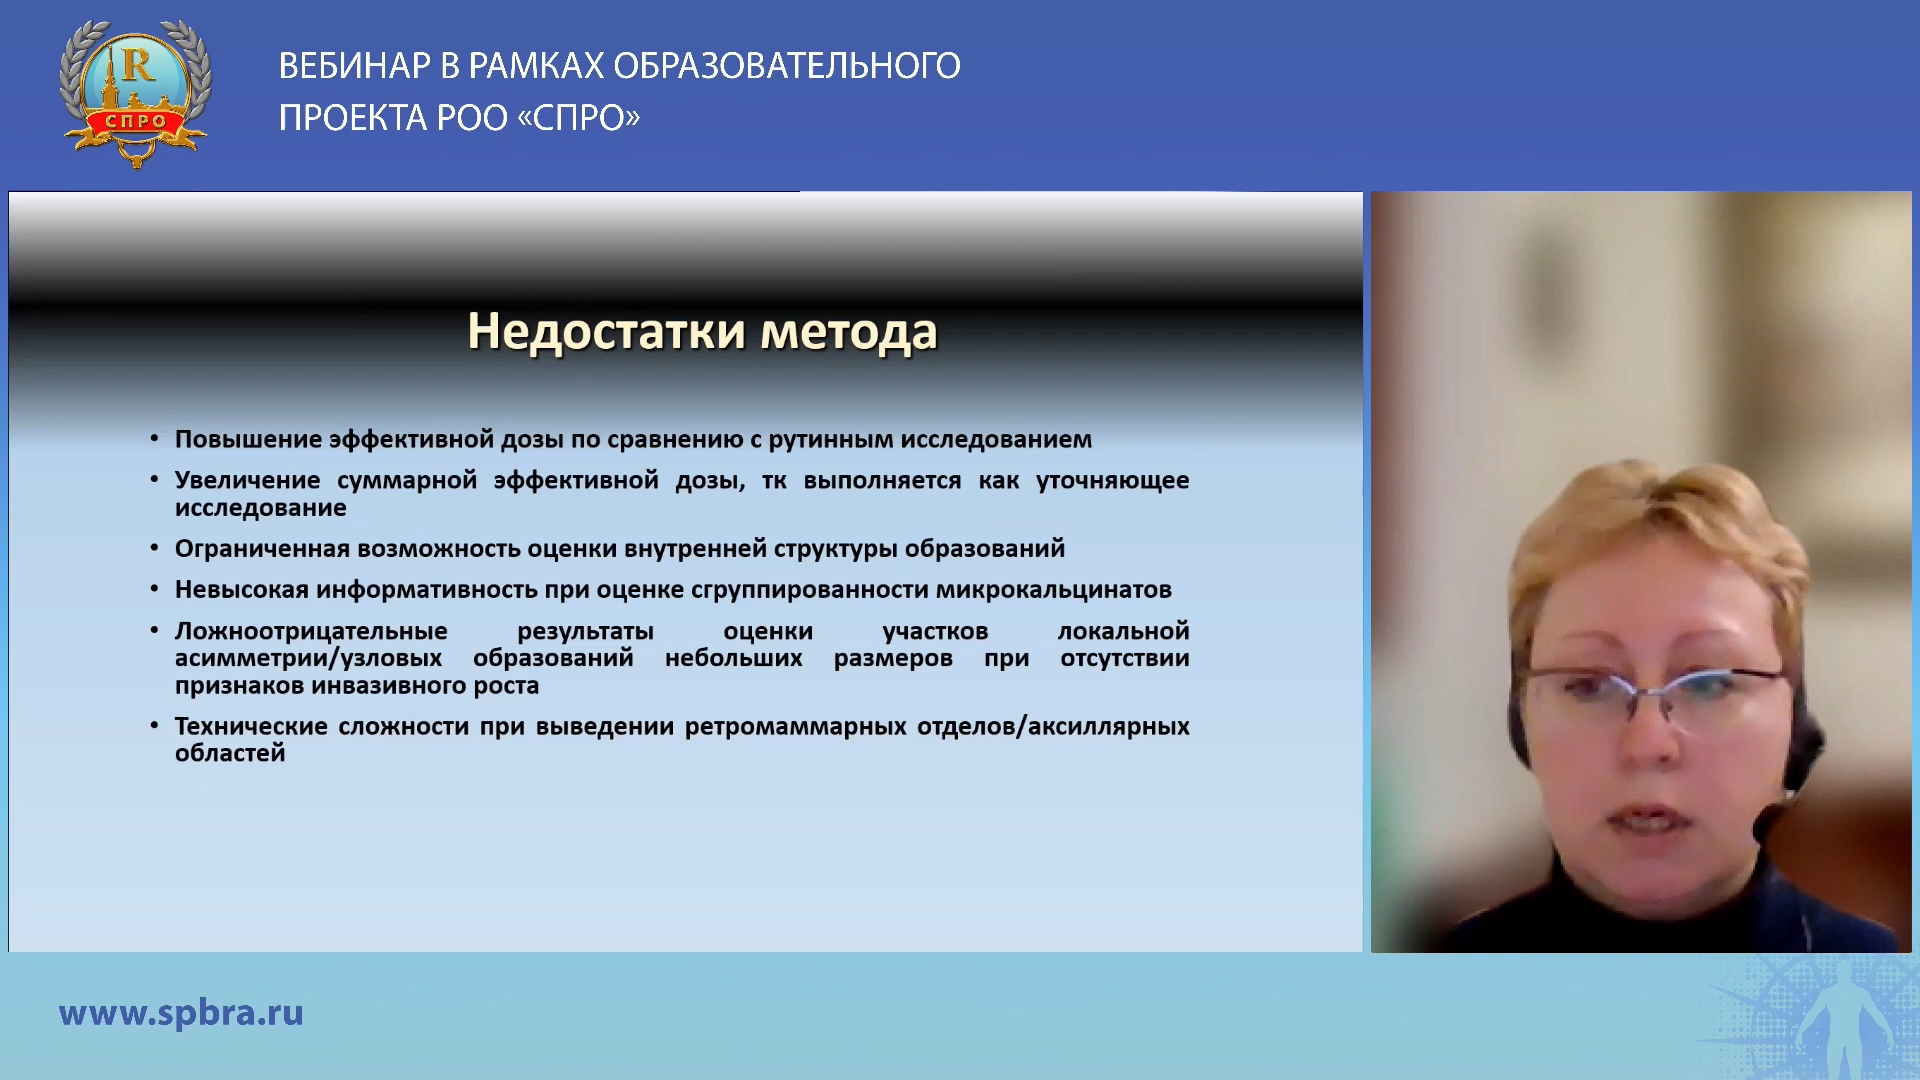 R
СПРО
ВЕБИНАР В РАМКАХ ОБРАЗОВАТЕЛЬНОГО
ПРОЕКТА РОО «СПРО»
Недостатки метода
• Повышение эффективной дозы по сравнению с рутинным исследованием
• Увеличение суммарной эффективной дозы, тк выполняется как уточняющее
исследование
• Ограниченная возможность оценки внутренней структуры образований
• Невысокая информативность при оценке сгруппированности микрокальцинатов
• Ложноотрицательные результаты оценки участков локальной
асимметрии/узловых образований небольших размеров при отсутствии
признаков инвазивного роста
• Технические сложности при выведении ретромаммарных отделов/аксиллярных
областей
www.spbra.ru